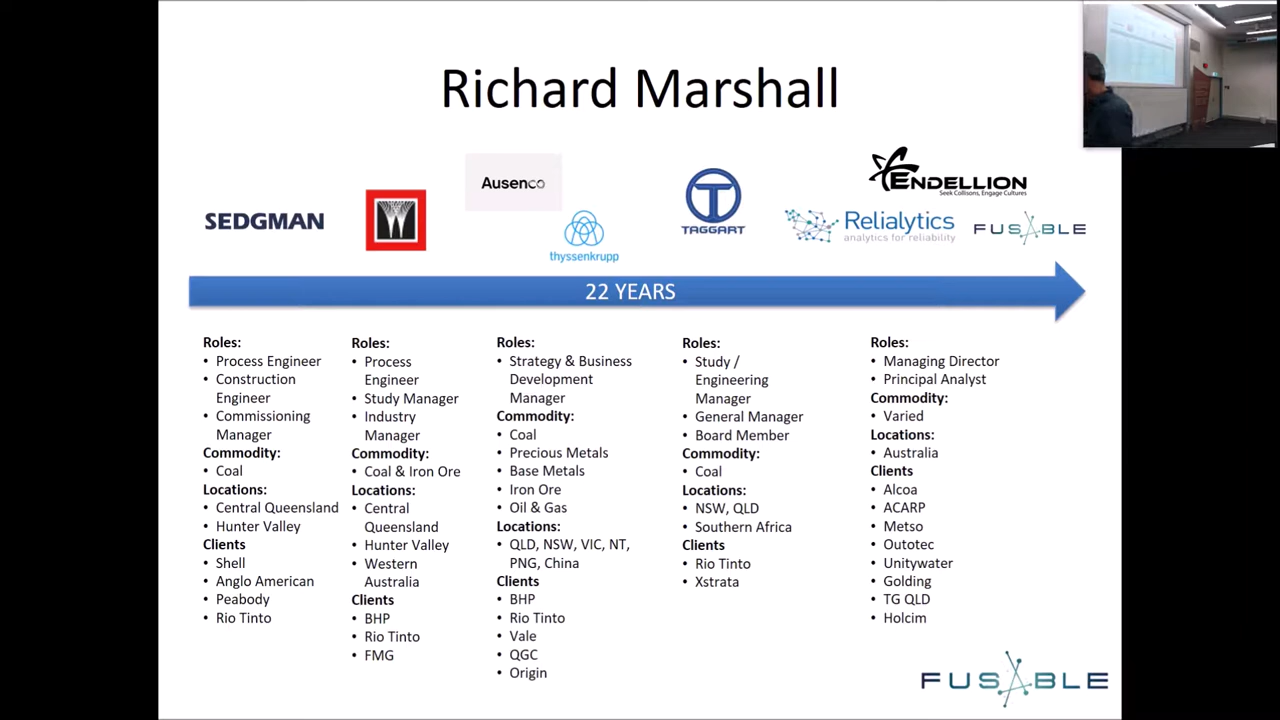 Richard Marshall
SEDGMAN
W
Ausenco
thyssenkrupp
T
TAGGART
ENDELLION
Seek Collisions, Engage Cultures
Relialytics
analytics for reliability
FUSABLE
22 YEARS
Roles:
• Process Engineer
• Construction
Engineer
• Commissioning
Manager
Commodity:
• Coal
Locations:
• Central Queensland
• Hunter Valley
Clients
• Shell
• Anglo American
• Peabody
• Rio Tinto
Roles:
• Process
Engineer
• Study Manager
• Industry
Manager
Commodity:
• Coal & Iron Ore
Locations:
• Central
Queensland
• Hunter Valley
• Western
Australia
Clients
• BHP
• Rio Tinto
• FMG
Roles:
• Strategy & Business
Development
Manager
Commodity:
• Coal
• Precious Metals
• Base Metals
• Iron Ore
• Oil & Gas
Locations:
• QLD, NSW, VIC, NT,
PNG, China
Clients
• BHP
• Rio Tinto
• Vale
• QGC
• Origin
Roles:
• Study /
Engineering
Manager
• General Manager
• Board Member
Commodity:
• Coal
Locations:
• NSW, QLD
• Southern Africa
Clients
• Rio Tinto
• Xstrata
Roles:
• Managing Director
• Principal Analyst
Commodity:
• Varied
Locations:
• Australia
Clients
• Alcoa
• ACARP
• Metso
• Outotec
• Unitywater
• Golding
• TG QLD
• Holcim
FUSABLE